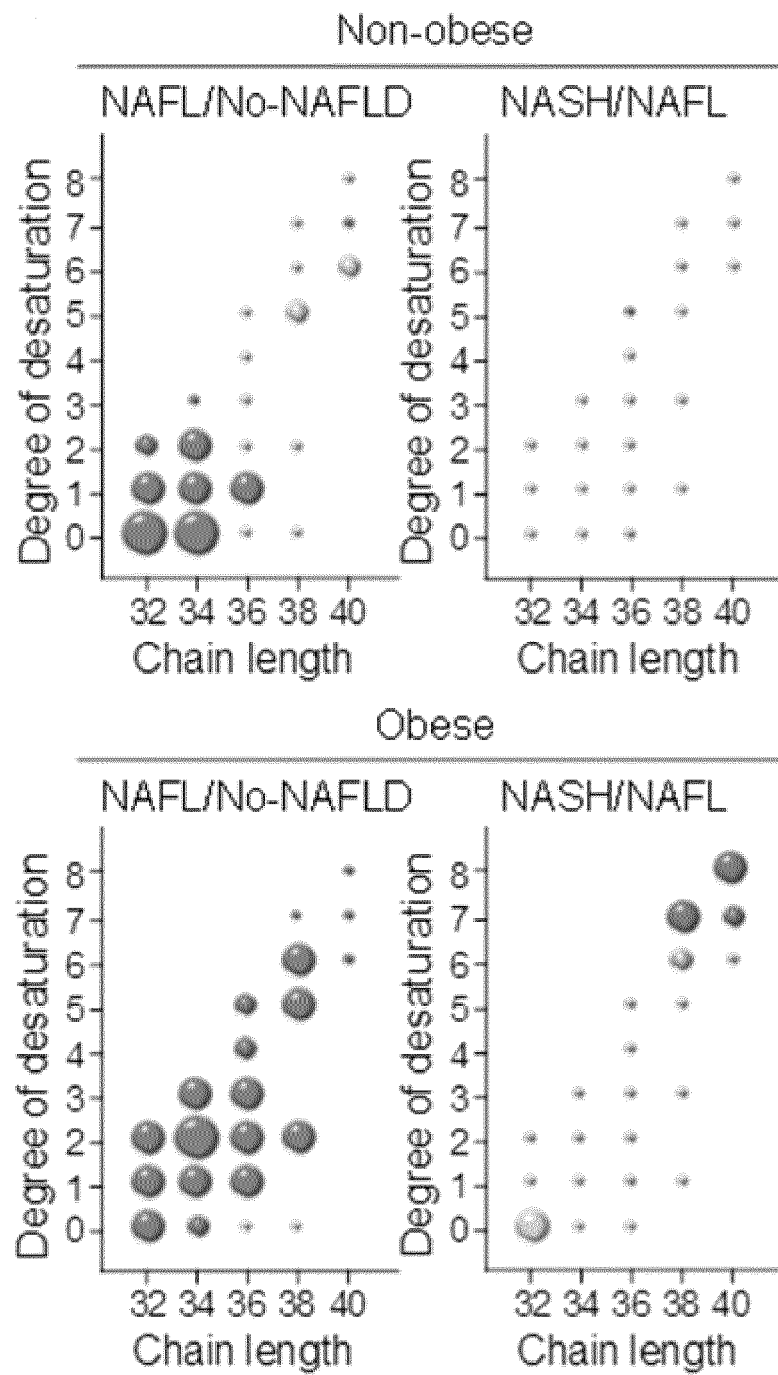 Non-obese
NAFL/No-NAFLD NASH/NAFL
Degree of desaturation
8
7
6
5
4
3
2
1
0
32 34 36 38 40
Chain length
Degree of desaturation
8
7
6
5
4
3
2
1
0
32 34 36 38 40
Chain length
Obese
NAFL/No-NAFLD NASH/NAFL
Degree of desaturation
8
7
6
5
4
3
2
1
0
32 34 36 38 40
Chain length
Degree of desaturation
8
7
6
5
4
3
2
1
0
32 34 36 38 40
Chain length